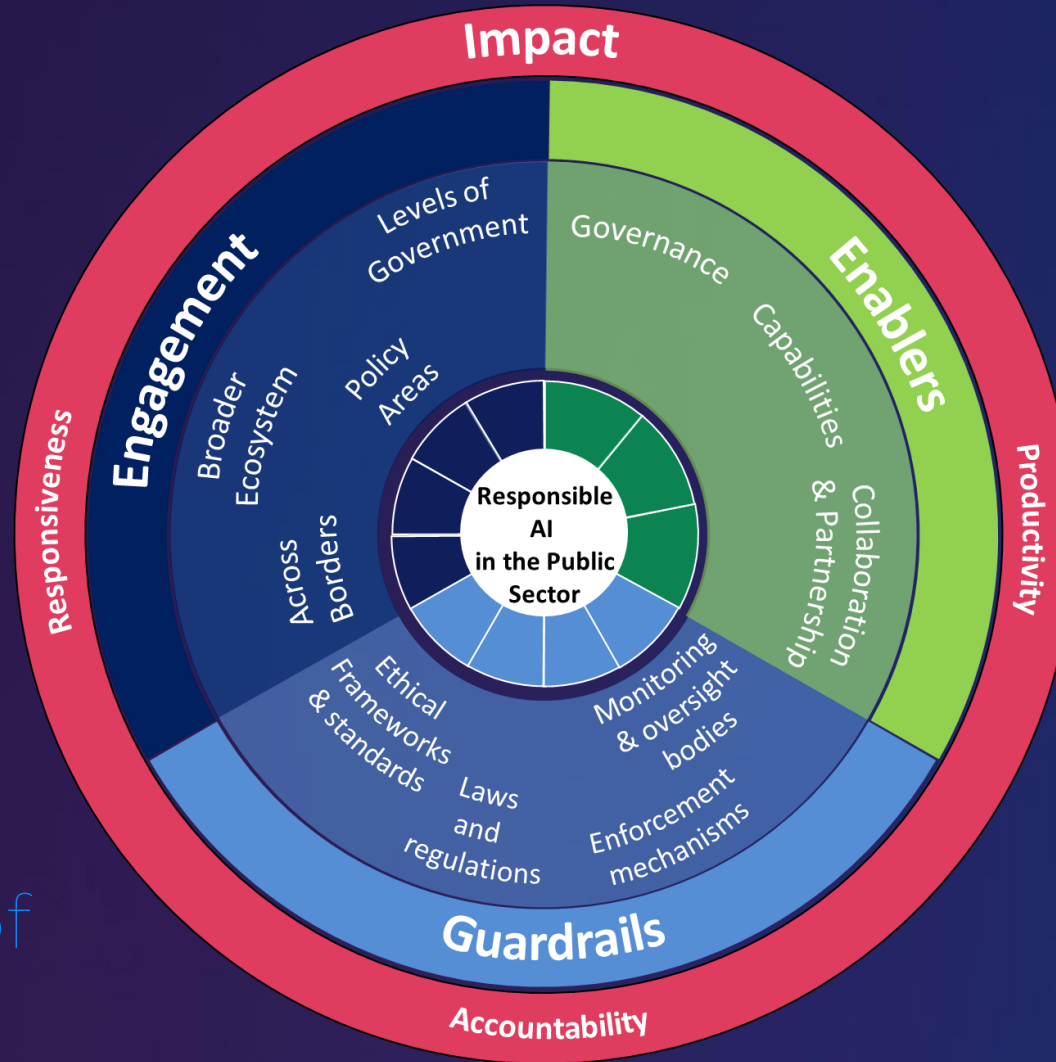 Impact
Engagement
Enablers
Guardrails
Responsiveness
Productivity
Accountability
Levels of
Government
Policy
Areas
Broader
Ecosystem
Across
Borders
Governance
Capabilities
Collaboration
& Partnership
Monitoring
& oversight
bodies
Enforcement
mechanisms
Laws
and
regulations
Ethical
Frameworks
& standards
Responsible
AI
in the Public
Sector
of